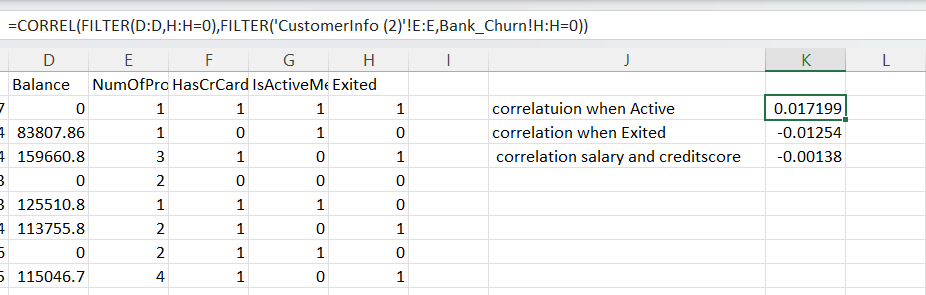 =CORREL(FILTER(D:D,H:H=0),FILTER('CustomerInfo (2)'!E:E,Bank_Churn!H:H=0))
D E F G H I J K L
Balance NumOfPro HasCrCard IsActiveMe Exited
7 0 1 1 1 1 correlatuion when Active 0.017199
4 83807.86 1 0 1 0 correlation when Exited -0.01254
4 159660.8 3 1 0 1 correlation salary and creditscore -0.00138
3 0 2 0 0 0
3 125510.8 1 1 1 0
4 113755.8 2 1 0 1
5 0 2 1 1 0
5 115046.7 4 1 0 1